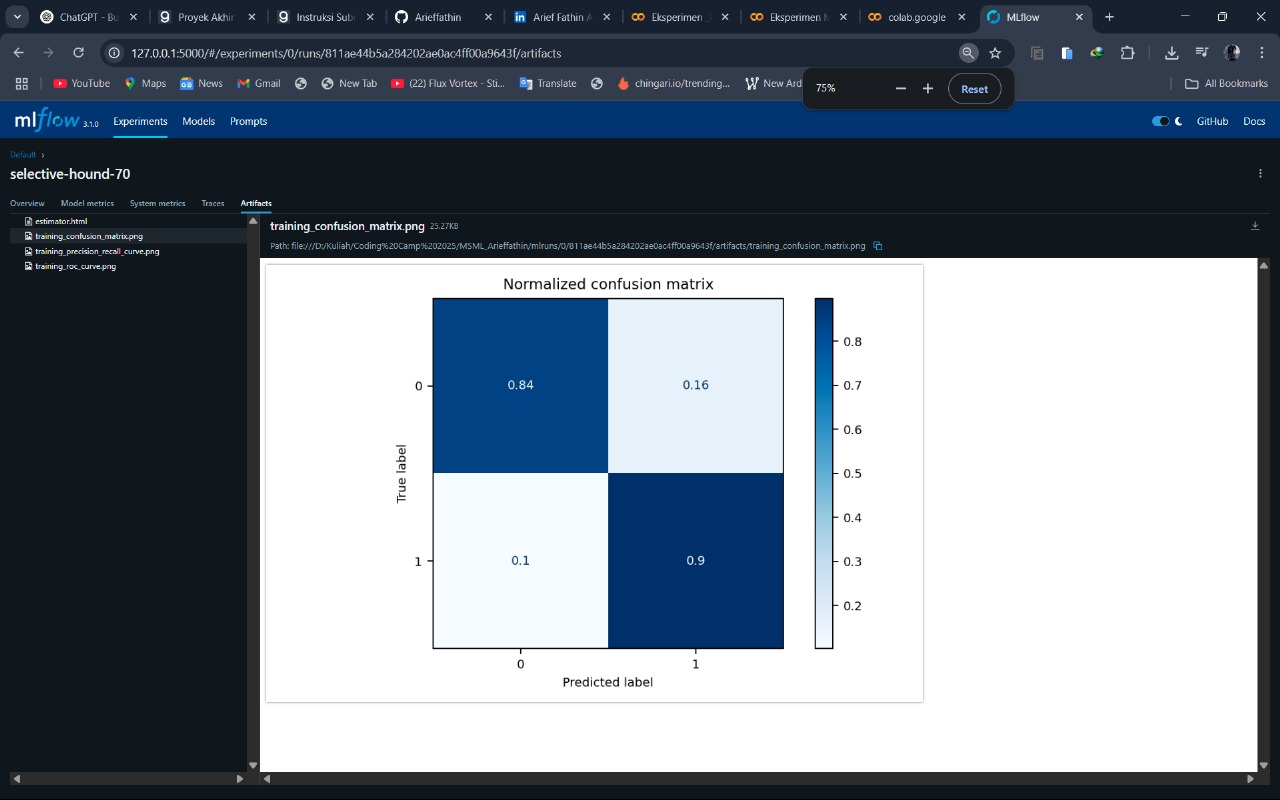 ChatGPT - Bu
Proyek Akhir
Instruksi Sub
Arieffathin
Arief Fathin A
Eksperimen
Eksperimen
colab.google
MLflow
127.0.0.1:5000/#/experiments/0/runs/811ae44b5a284202ae0ac4ff00a9643f/artifacts
YouTube
Maps
News
Gmail
New Tab
(22) Flux Vortex - Sti...
Translate
chingari.io/trending...
New Ard
All Bookmarks
75%
Reset
mlflow 3.1.0
Experiments
Models
Prompts
GitHub
Docs
Default
selective-hound-70
Overview
Model metrics
System metrics
Traces
Artifacts
estimator.html
training_confusion_matrix.png
training_precision_recall_curve.png
training_roc_curve.png
training_confusion_matrix.png 25.27KB
Path: file:///D:/Kuliah/Coding%20Camp%202025/MSML_Arieffathin/mlruns/0/811ae44b5a284202ae0ac4ff00a9643f/artifacts/training_confusion_matrix.png
Normalized confusion matrix
0.84
0.16
0.1
0.9
0
1
True label
0
1
Predicted label
0.8
0.7
0.6
0.5
0.4
0.3
0.2